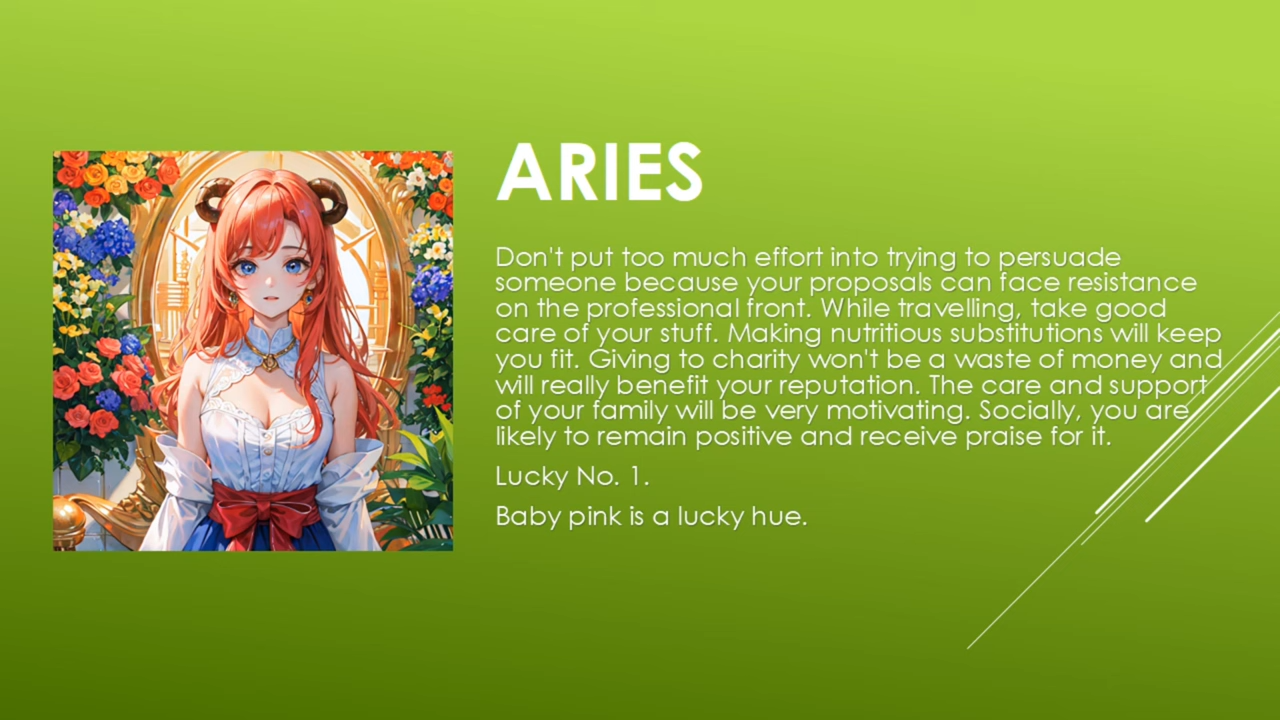 ARIES
Don't put too much effort into trying to persuade
someone because your proposals can face resistance
on the professional front. While travelling, take good
care of your stuff. Making nutritious substitutions will keep
you fit. Giving to charity won't be a waste of money and
will really benefit your reputation. The care and support
of your family will be very motivating. Socially, you are
likely to remain positive and receive praise for it.
Lucky No. 1.
Baby pink is a lucky hue.